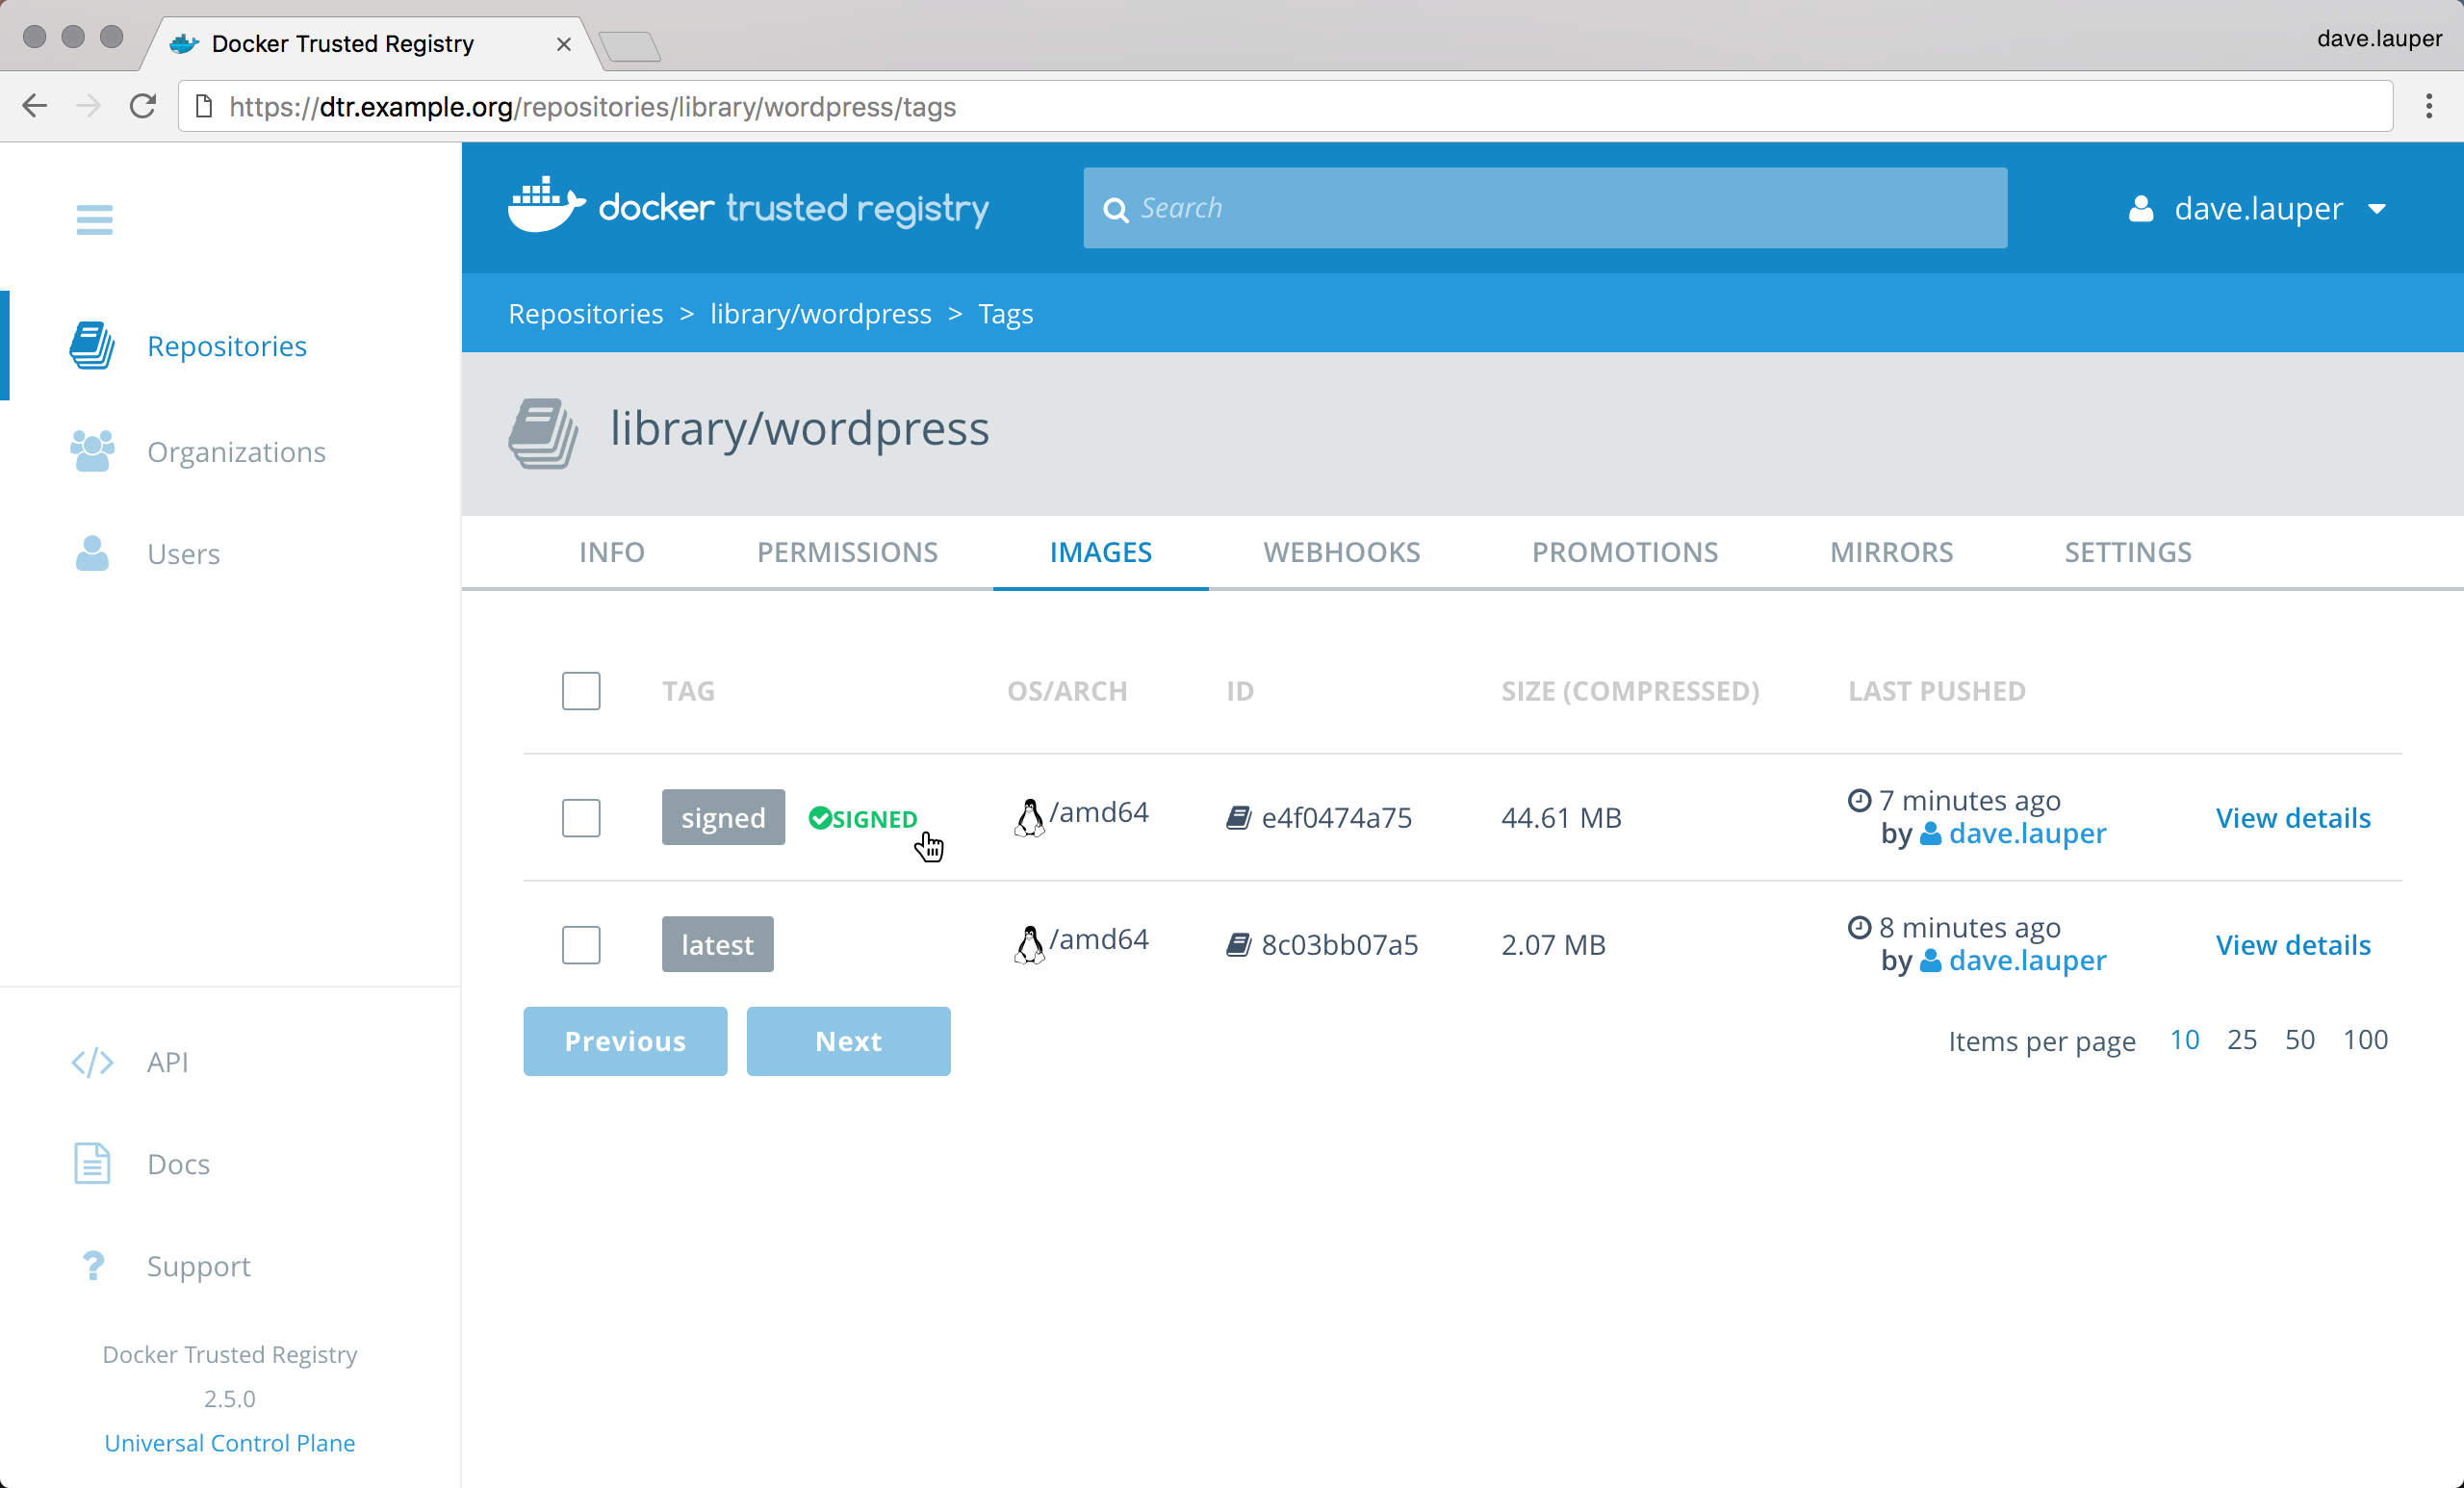 Docker Trusted Registry
dave.lauper
https://dtr.example.org/repositories/library/wordpress/tags
docker trusted registry
Search
dave.lauper
Repositories > library/wordpress > Tags
Repositories
Organizations
Users
library/wordpress
INFO PERMISSIONS IMAGES WEBHOOKS PROMOTIONS MIRRORS SETTINGS
TAG OS/ARCH ID SIZE (COMPRESSED) LAST PUSHED
signed SIGNED /amd64 e4f0474a75 44.61 MB 7 minutes ago View details
by dave.lauper
latest /amd64 8c03bb07a5 2.07 MB 8 minutes ago View details
by dave.lauper
Previous Next Items per page 10 25 50 100
API
Docs
? Support
Docker Trusted Registry
2.5.0
Universal Control Plane